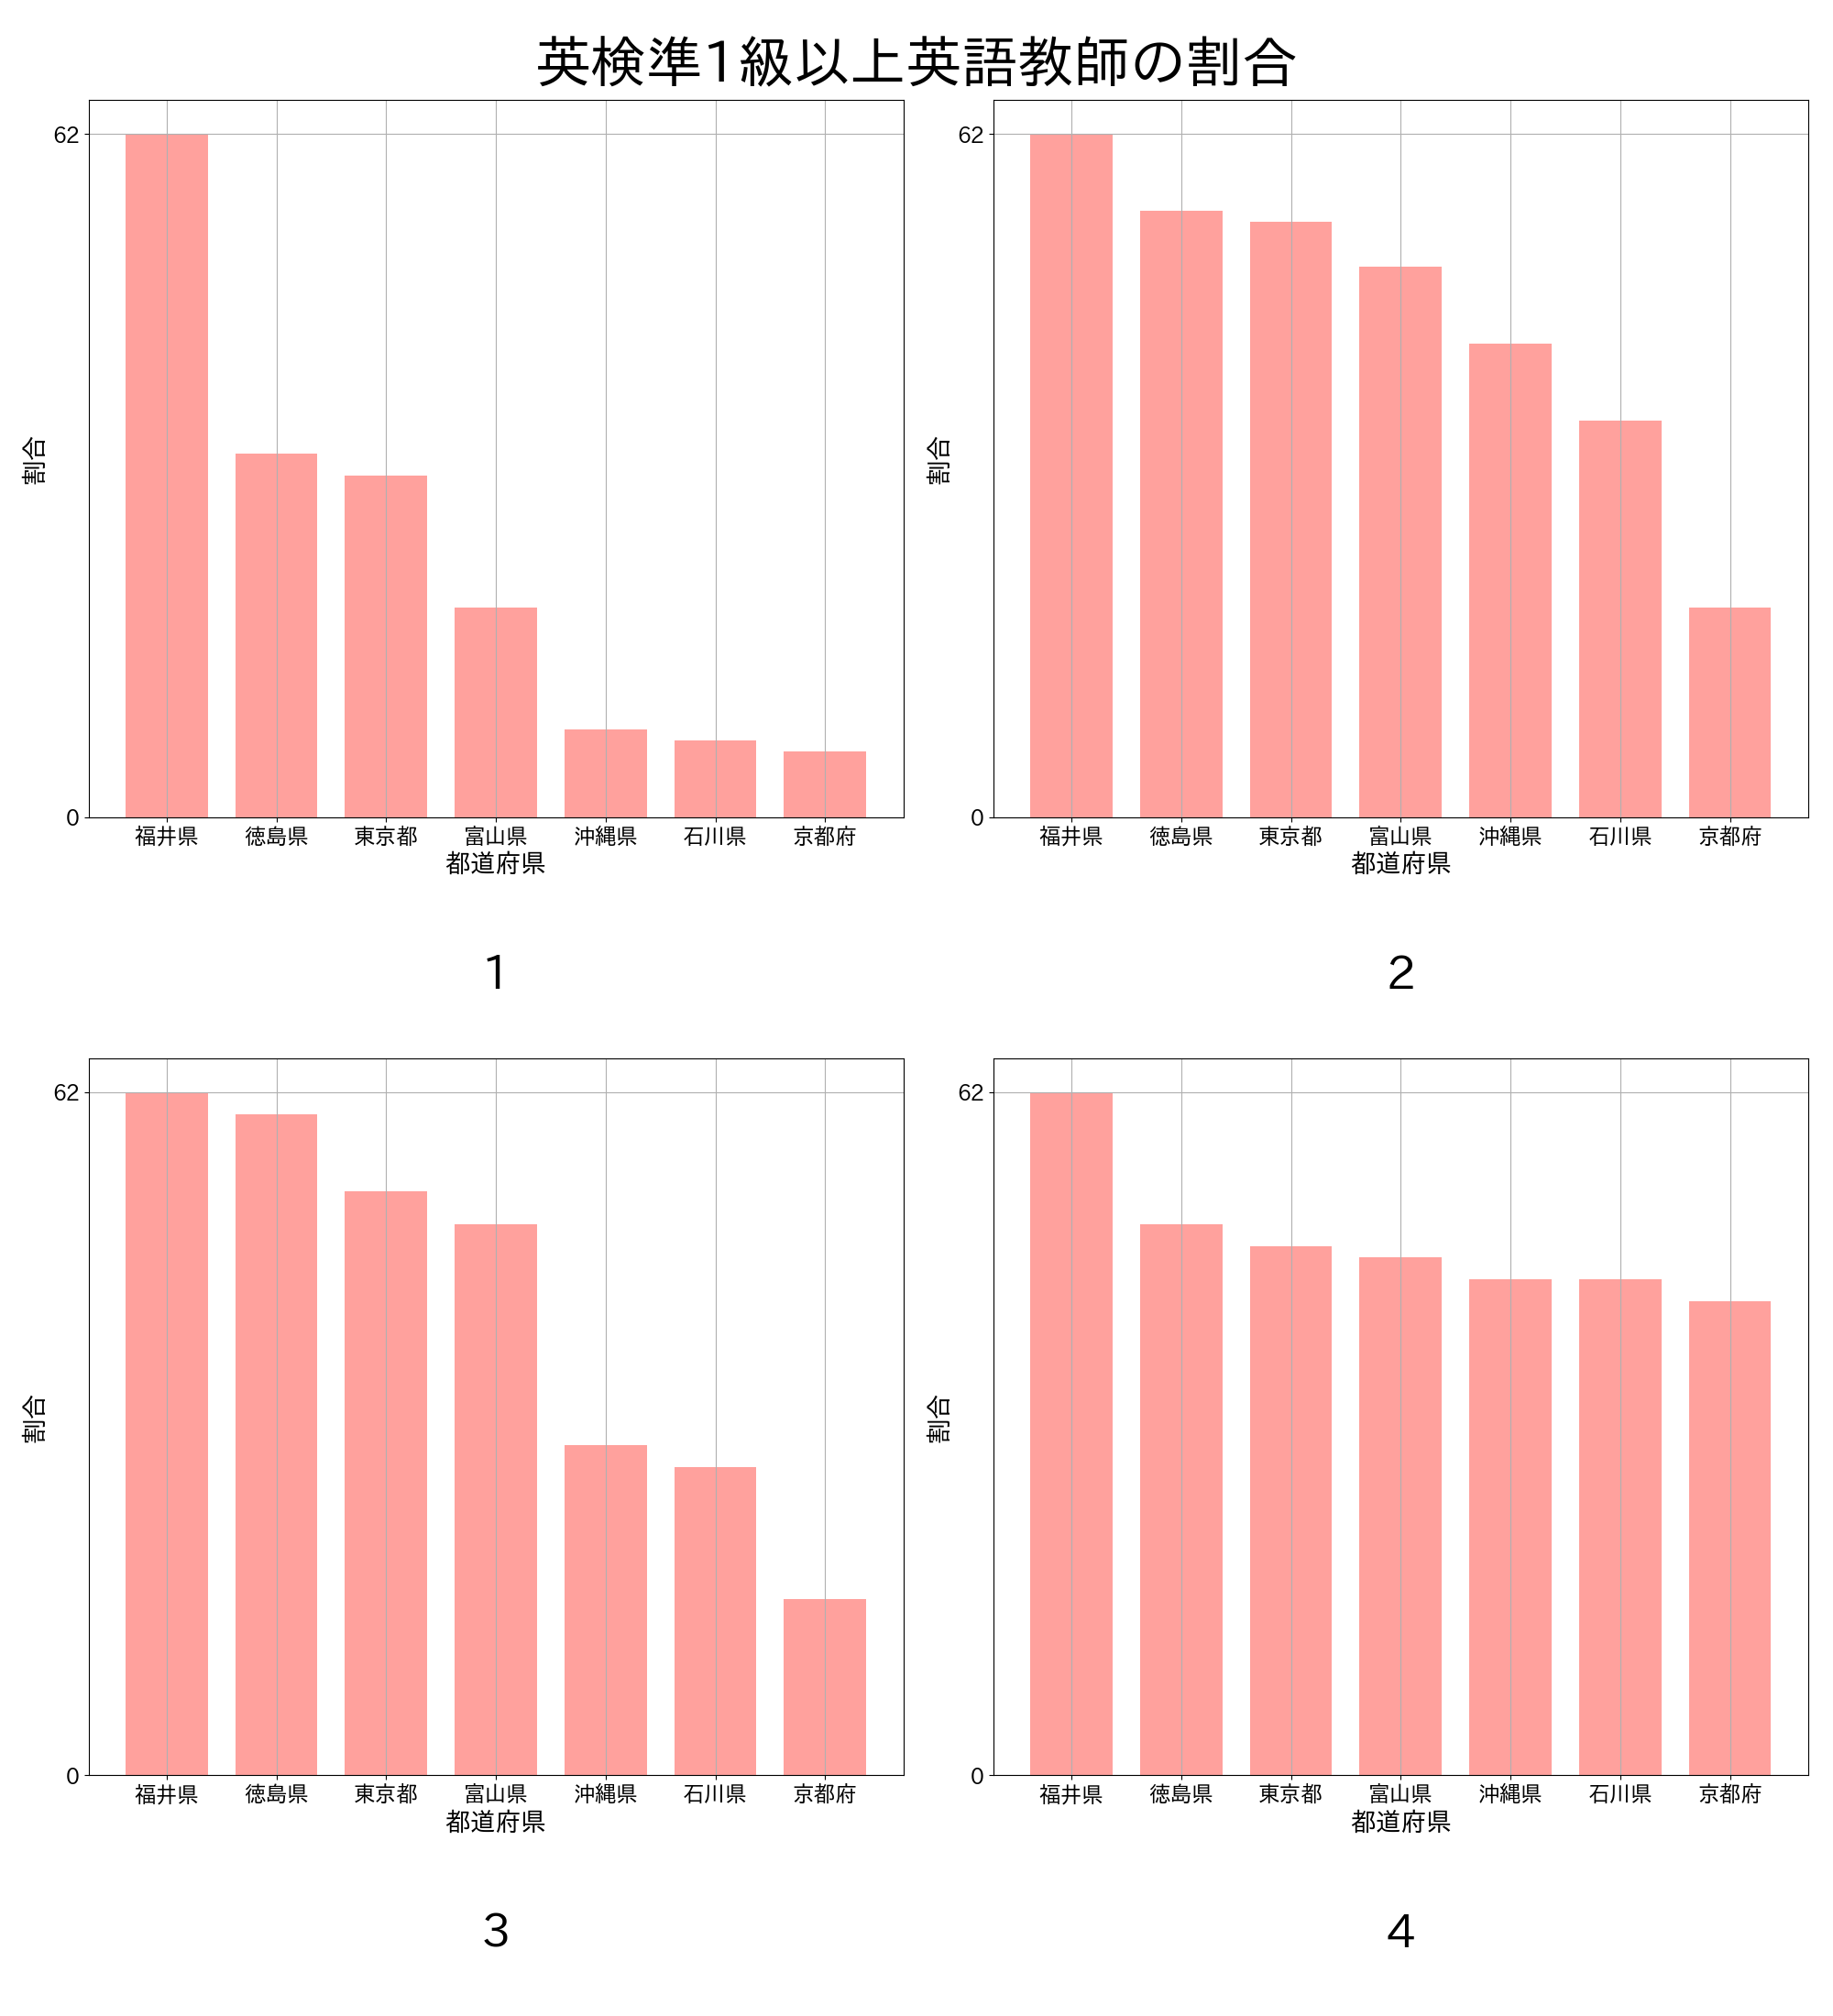 英検準1級以上英語教師の割合
62
0
割合
福井県 徳島県 東京都 富山県 沖縄県 石川県 京都府
都道府県
1
62
0
割合
福井県 徳島県 東京都 富山県 沖縄県 石川県 京都府
都道府県
2
62
0
割合
福井県 徳島県 東京都 富山県 沖縄県 石川県 京都府
都道府県
3
62
0
割合
福井県 徳島県 東京都 富山県 沖縄県 石川県 京都府
都道府県
4